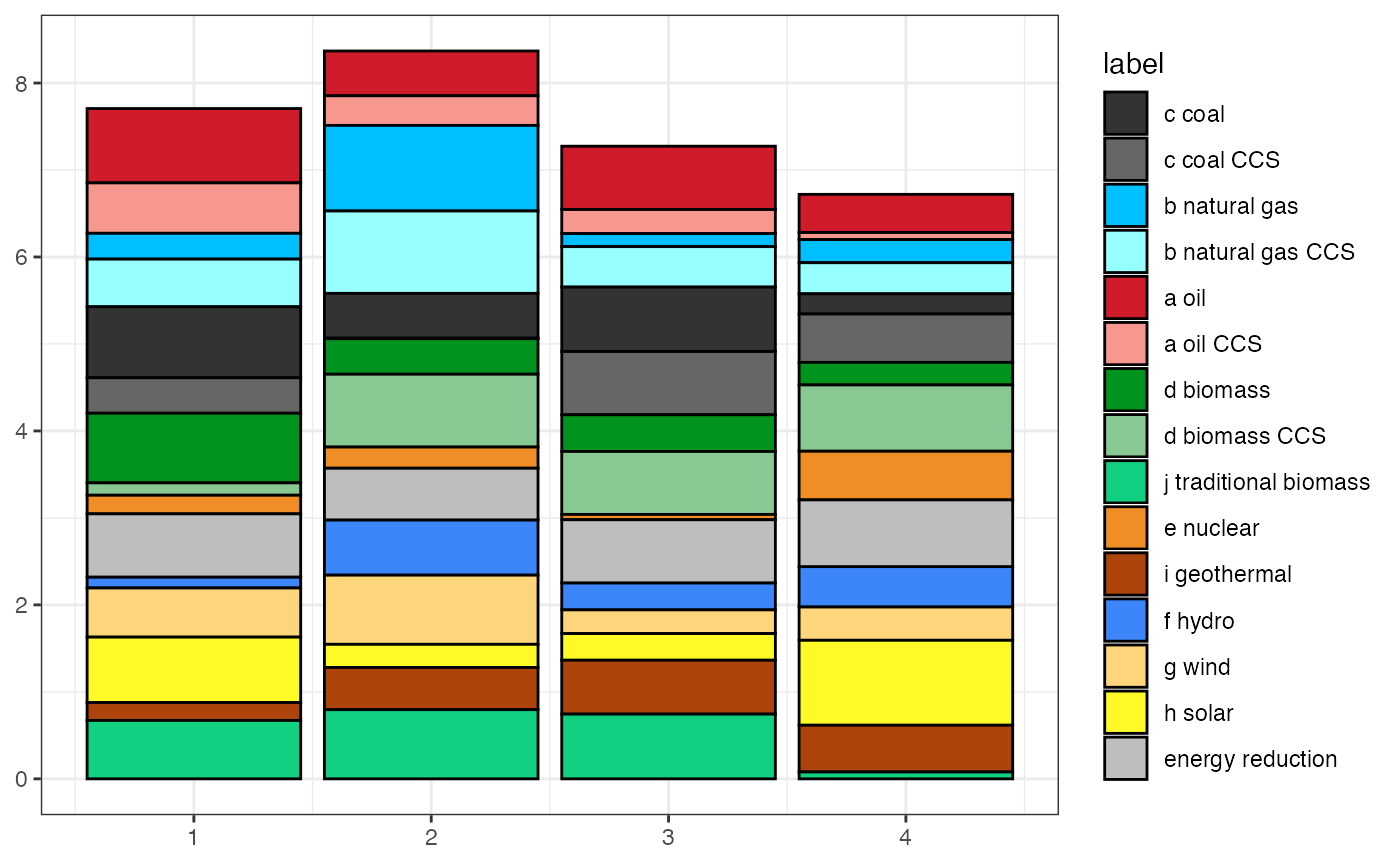 8
6
4
2
0
1 2 3 4
label
c coal
c coal CCS
b natural gas
b natural gas CCS
a oil
a oil CCS
d biomass
d biomass CCS
j traditional biomass
e nuclear
i geothermal
f hydro
g wind
h solar
energy reduction